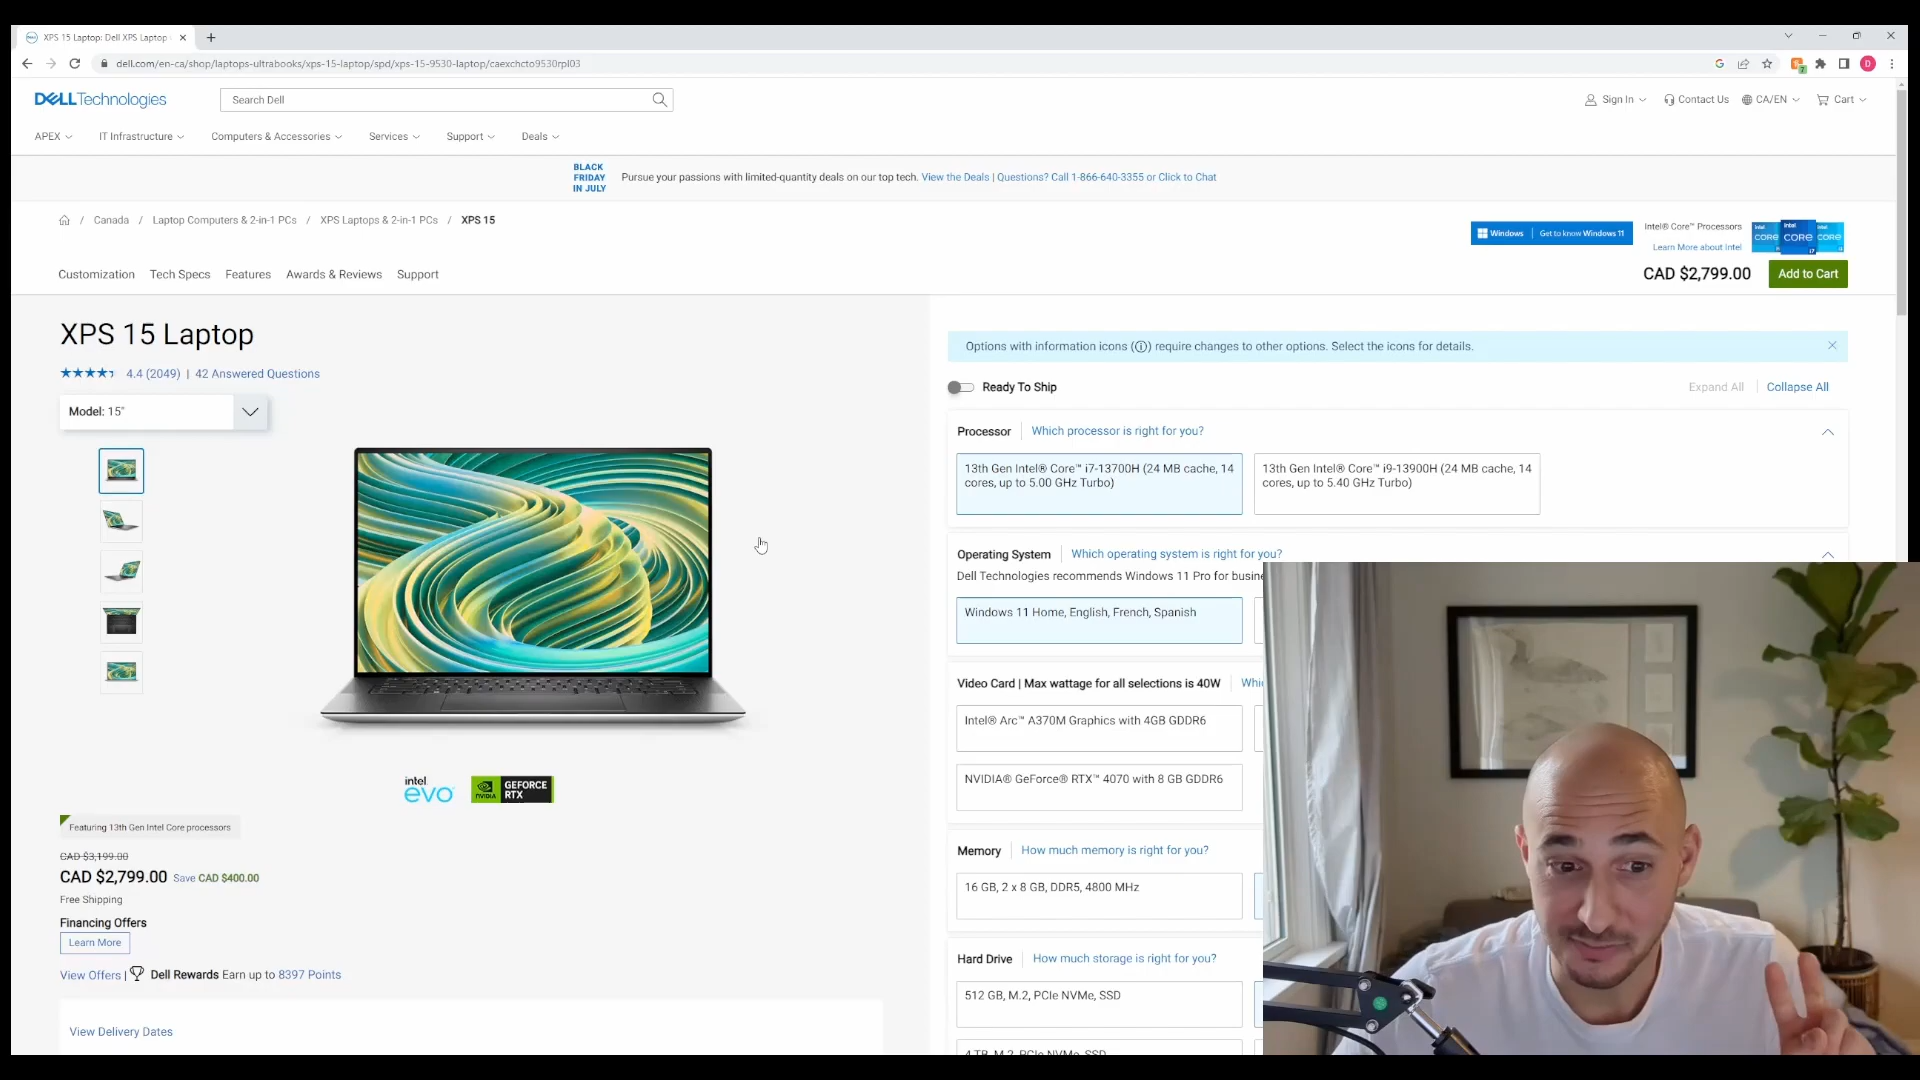 XPS 15 Laptop: Dell XPS Laptop
dell.com/en-ca/shop/laptops-ultrabooks/xps-15-laptop/spd/xps-15-9530-laptop/caexchcto9530rpl03
D
DELLTechnologies
Search Dell
Sign In
Contact Us
CA/EN
Cart
APEX
IT Infrastructure
Computers & Accessories
Services
Support
Deals
BLACK
FRIDAY
IN JULY
Pursue your passions with limited-quantity deals on our top tech. View the Deals | Questions? Call 1-866-640-3355 or Click to Chat
/ Canada / Laptop Computers & 2-in-1 PCs / XPS Laptops & 2-in-1 PCs / XPS 15
Windows | Get to know Windows 11
Intel® Core™ Processors
Learn More about Intel
intel CORE intel CORE i7 intel CORE
Customization
Tech Specs
Features
Awards & Reviews
Support
CAD $2,799.00
Add to Cart
XPS 15 Laptop
4.4 (2049) | 42 Answered Questions
Model: 15"
intel evo
NVIDIA GEFORCE RTX
Featuring 13th Gen Intel Core processors
CAD $3,199.00
CAD $2,799.00 Save CAD $400.00
Free Shipping
Financing Offers
Learn More
View Offers | Dell Rewards Earn up to 8397 Points
View Delivery Dates
Options with information icons (ⓘ) require changes to other options. Select the icons for details.
Ready To Ship
Expand All
Collapse All
Processor
Which processor is right for you?
13th Gen Intel® Core™ i7-13700H (24 MB cache, 14
cores, up to 5.00 GHz Turbo)
13th Gen Intel® Core™ i9-13900H (24 MB cache, 14
cores, up to 5.40 GHz Turbo)
Operating System
Which operating system is right for you?
Dell Technologies recommends Windows 11 Pro for busine
Windows 11 Home, English, French, Spanish
Video Card | Max wattage for all selections is 40W
Whi
Intel® Arc™ A370M Graphics with 4GB GDDR6
NVIDIA® GeForce® RTX™ 4070 with 8 GB GDDR6
Memory
How much memory is right for you?
16 GB, 2 x 8 GB, DDR5, 4800 MHz
Hard Drive
How much storage is right for you?
512 GB, M.2, PCIe NVMe, SSD
4 TB, M.2, PCIe NVMe, SSD